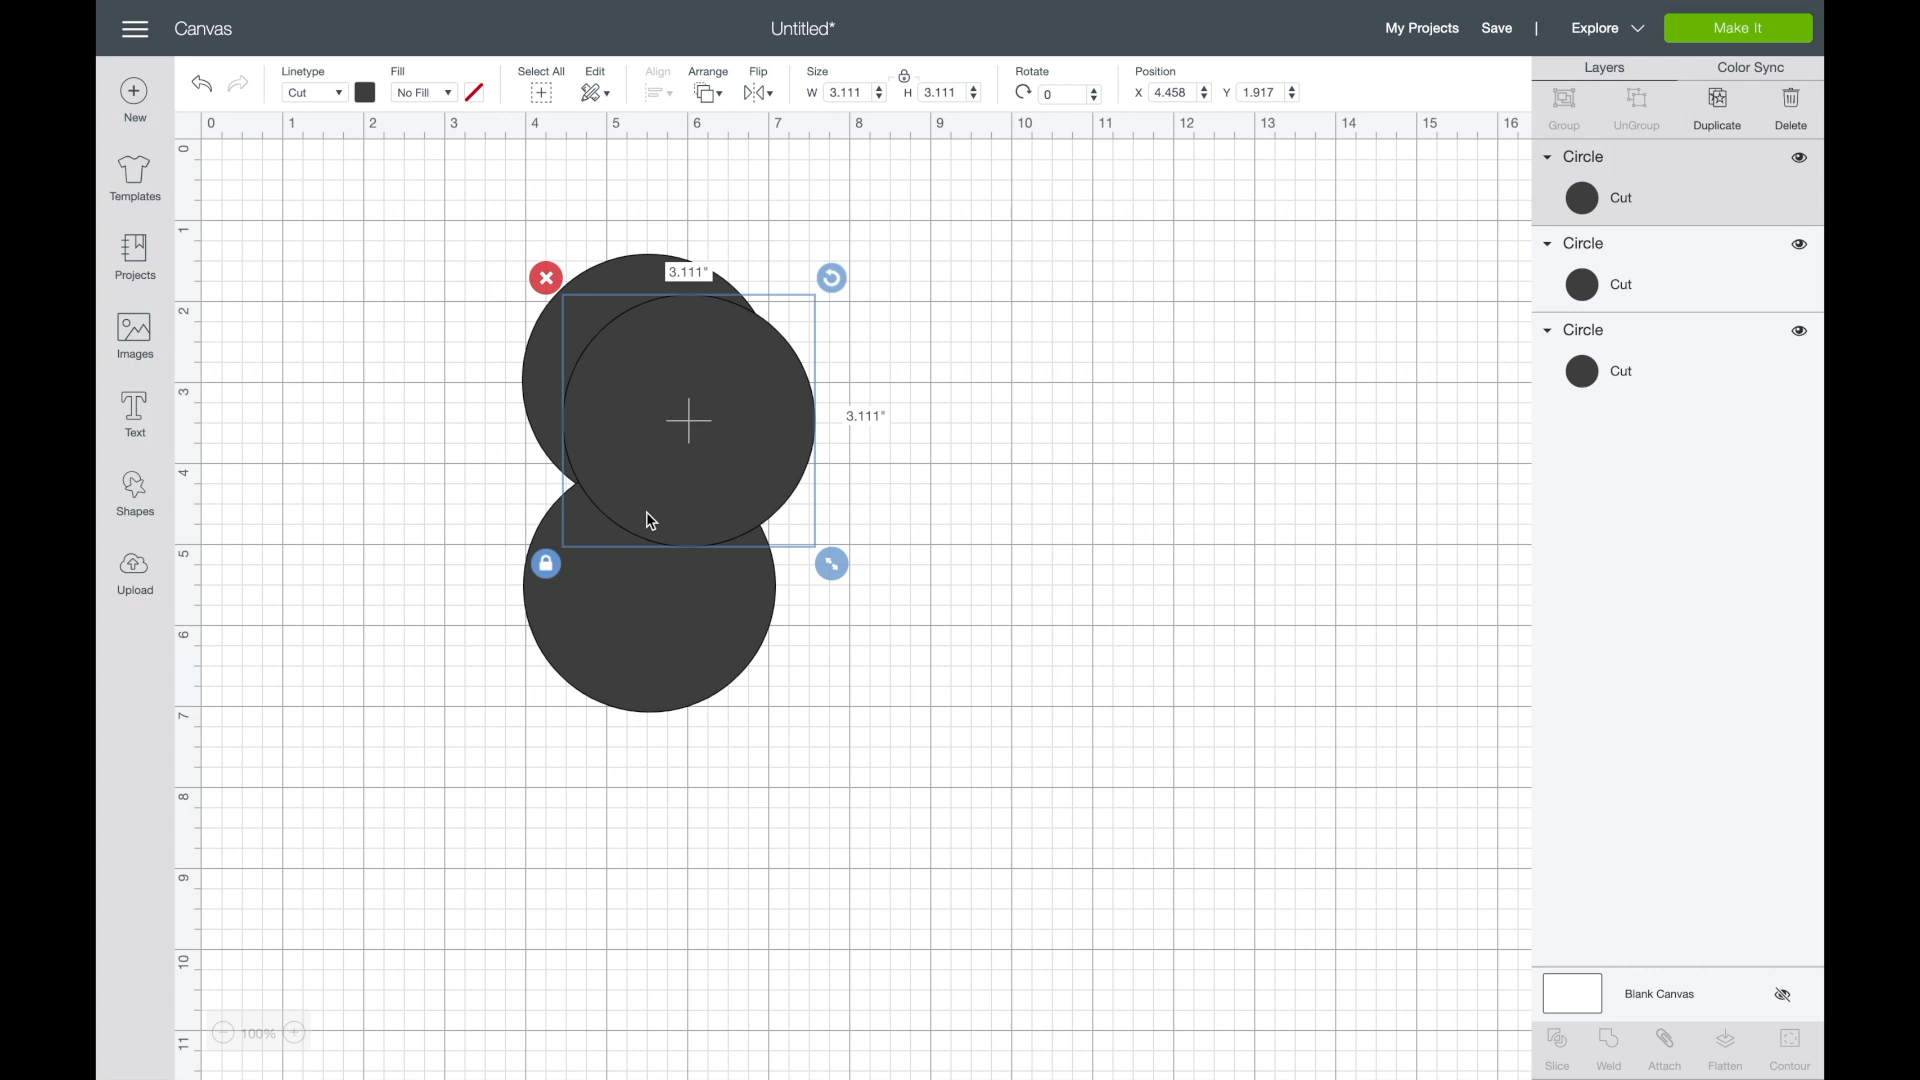 Canvas
Untitled*
My Projects
Save
|
Explore
Make It
Linetype
Cut
Fill
No Fill
Select All
Edit
Align
Arrange
Flip
Size
W 3.111
H 3.111
Rotate
0
Position
X 4.458
Y 1.917
Layers
Color Sync
Group
UnGroup
Duplicate
Delete
New
Templates
Projects
Images
Text
Shapes
Upload
0 1 2 3 4 5 6 7 8 9 10 11 12 13 14 15 16
0
1
2
3
4
5
6
7
8
9
10
11
3.111"
3.111"
Circle
Cut
Circle
Cut
Circle
Cut
100%
Blank Canvas
Slice
Weld
Attach
Flatten
Contour